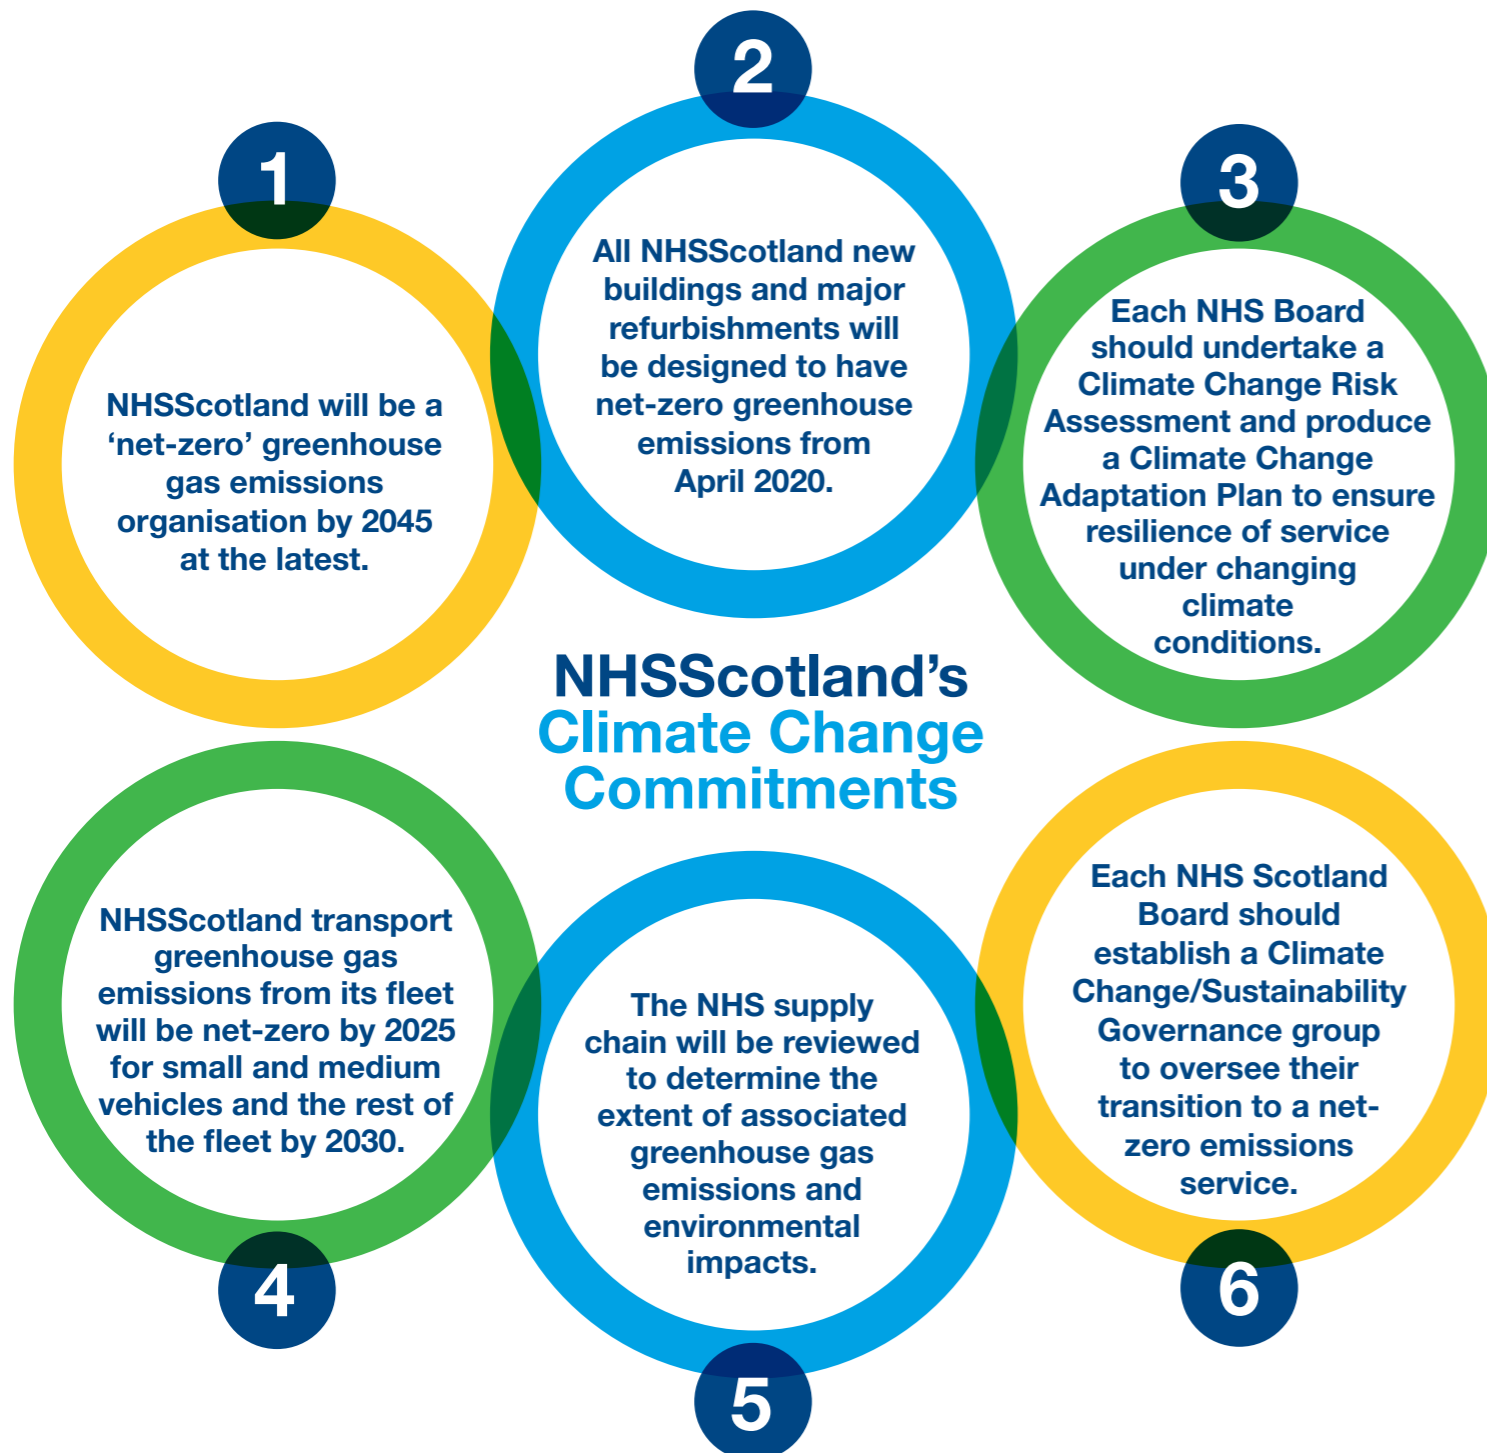 1
NHSScotland will be a
‘net-zero’ greenhouse
gas emissions
organisation by 2045
at the latest.
2
All NHSScotland new
buildings and major
refurbishments will
be designed to have
net-zero greenhouse
emissions from
April 2020.
3
Each NHS Board
should undertake a
Climate Change Risk
Assessment and produce
a Climate Change
Adaptation Plan to ensure
resilience of service
under changing
climate
conditions.
NHSScotland’s
Climate Change
Commitments
NHSScotland transport
greenhouse gas
emissions from its fleet
will be net-zero by 2025
for small and medium
vehicles and the rest of
the fleet by 2030.
4
The NHS supply
chain will be reviewed
to determine the
extent of associated
greenhouse gas
emissions and
environmental
impacts.
5
Each NHS Scotland
Board should
establish a Climate
Change/Sustainability
Governance group
to oversee their
transition to a net-
zero emissions
service.
6